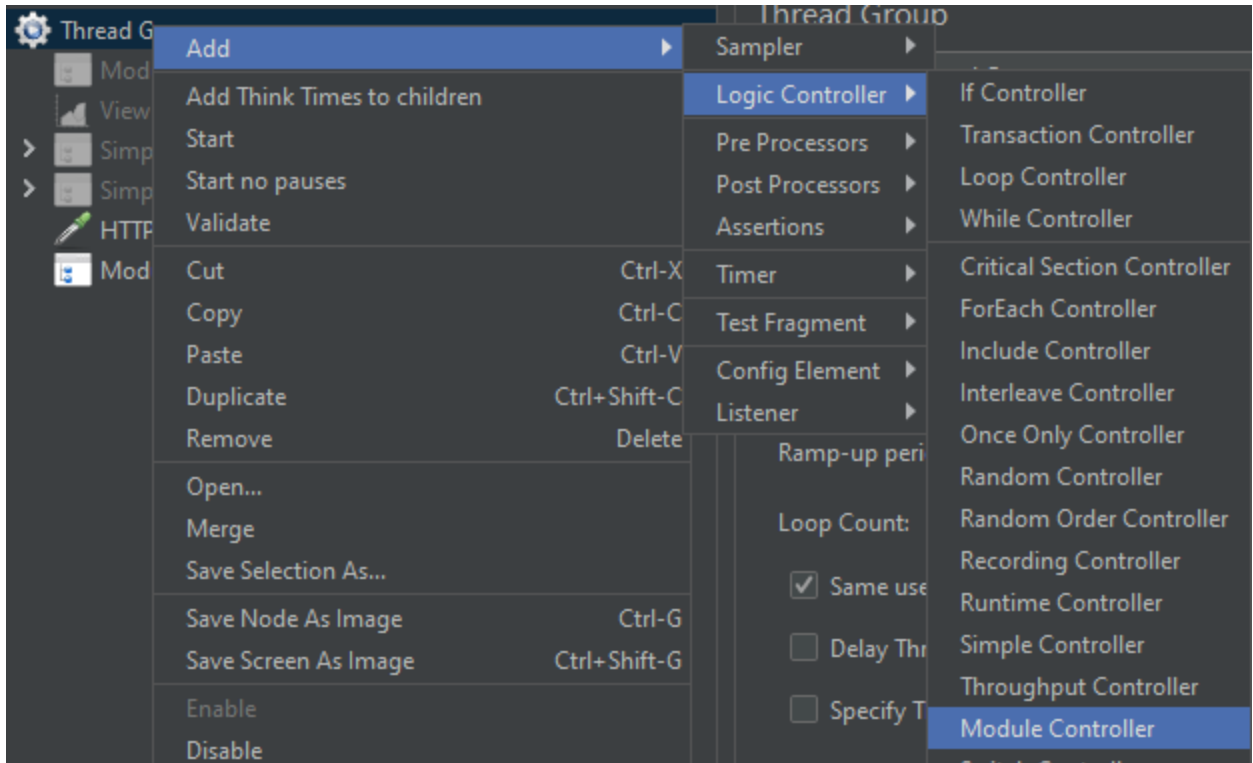 Thread Group
Thread G
Mod
View
Simp
Simp
HTTP
Mod
Add
Add Think Times to children
Start
Start no pauses
Validate
Cut Ctrl-X
Copy Ctrl-C
Paste Ctrl-V
Duplicate Ctrl+Shift-C
Remove Delete
Open...
Merge
Save Selection As...
Save Node As Image Ctrl-G
Save Screen As Image Ctrl+Shift-G
Enable
Disable
Sampler
Logic Controller
Pre Processors
Post Processors
Assertions
Timer
Test Fragment
Config Element
Listener
Ramp-up peri
Loop Count:
Same use
Delay Thr
Specify T
If Controller
Transaction Controller
Loop Controller
While Controller
Critical Section Controller
ForEach Controller
Include Controller
Interleave Controller
Once Only Controller
Random Controller
Random Order Controller
Recording Controller
Runtime Controller
Simple Controller
Throughput Controller
Module Controller